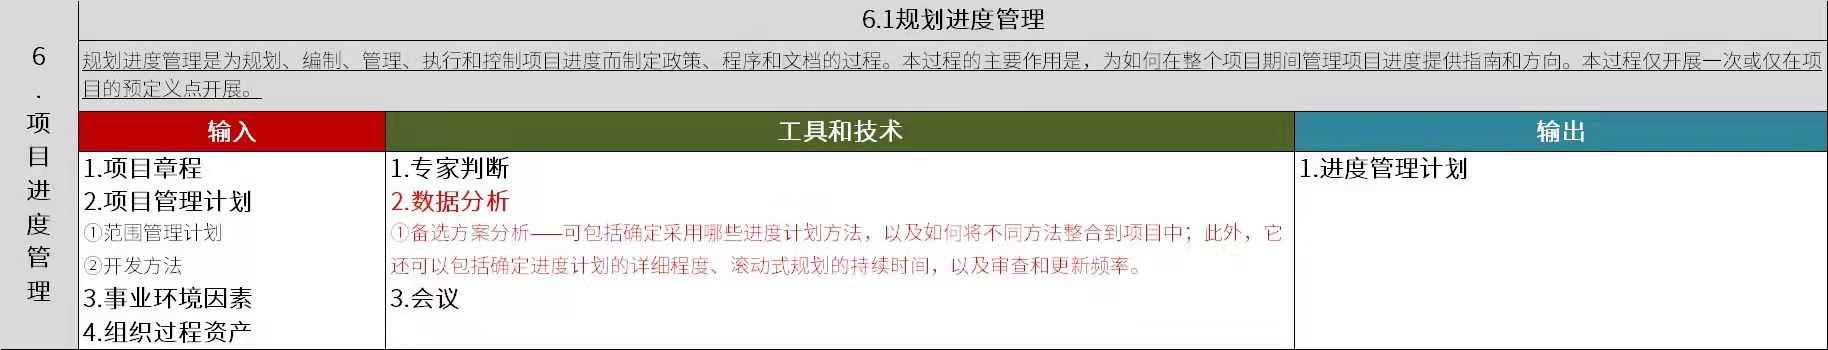 6.项目进度管理
6.1规划进度管理
规划进度管理是为规划、编制、管理、执行和控制项目进度而制定政策、程序和文档的过程。本过程的主要作用是，为如何在整个项目期间管理项目进度提供指南和方向。本过程仅开展一次或仅在项
目的预定义点开展。
输入
工具和技术
输出
1.项目章程
2.项目管理计划
①范围管理计划
②开发方法
3.事业环境因素
4.组织过程资产
1.专家判断
2.数据分析
①备选方案分析——可包括确定采用哪些进度计划方法，以及如何将不同方法整合到项目中；此外，它
还可以包括确定进度计划的详细程度、滚动式规划的持续时间，以及审查和更新频率。
3.会议
1.进度管理计划